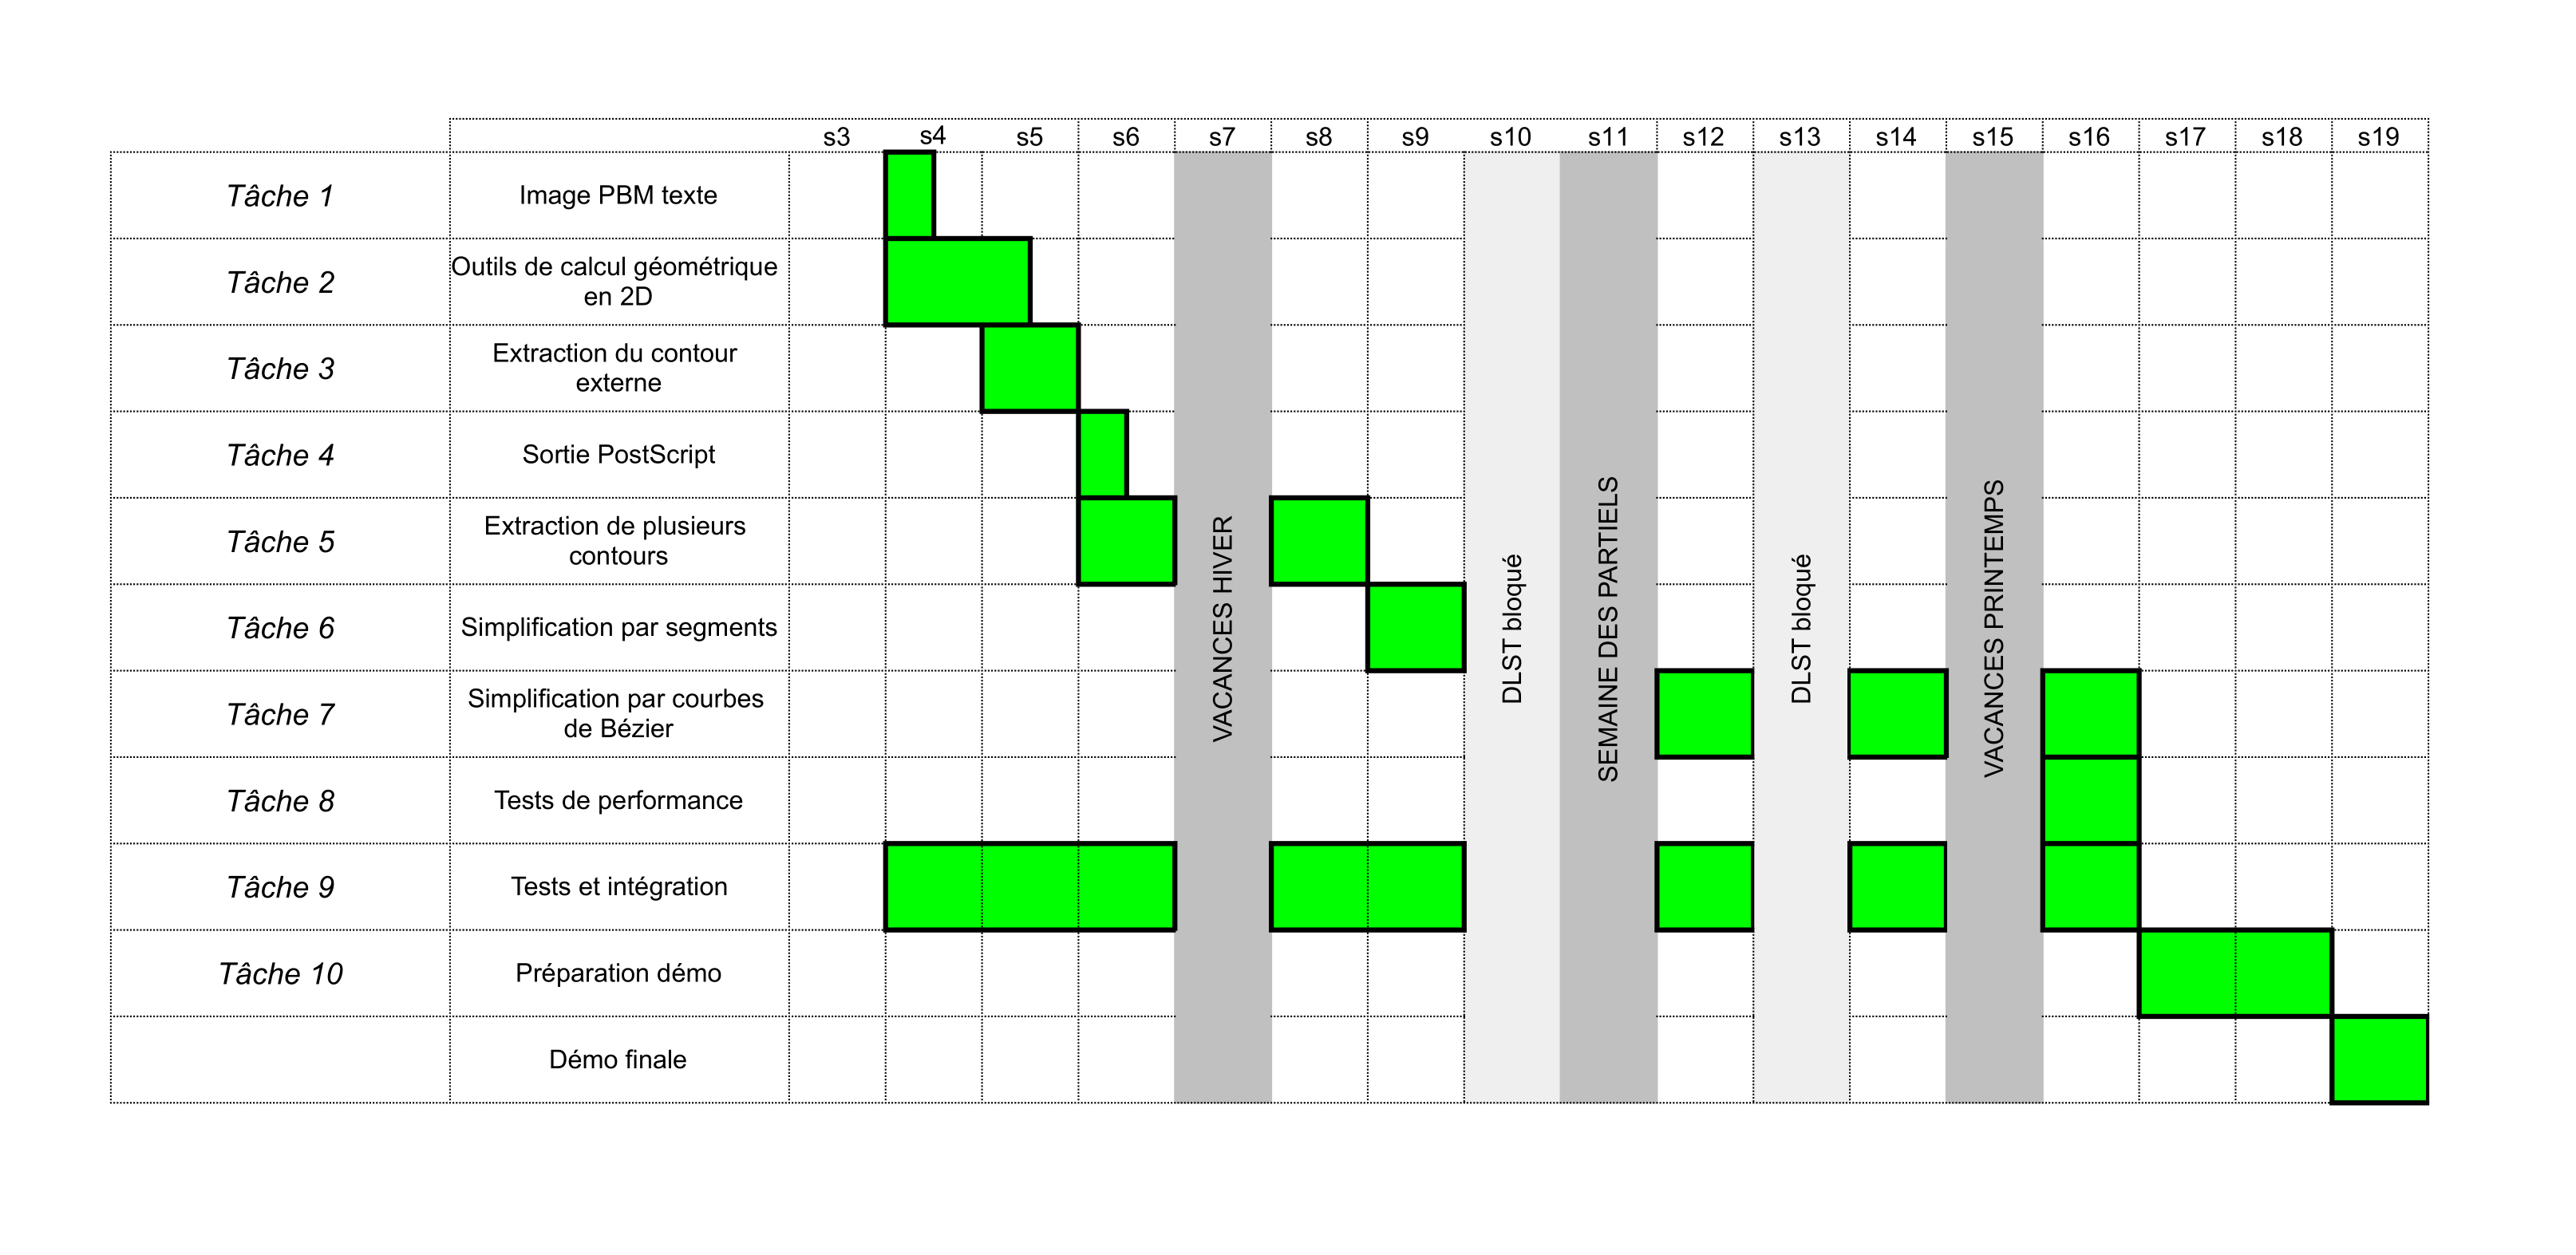 s3 s4 s5 s6 s7 s8 s9 s10 s11 s12 s13 s14 s15 s16 s17 s18 s19
Tâche 1 Image PBM texte
Tâche 2 Outils de calcul géométrique
en 2D
Tâche 3 Extraction du contour
externe
Tâche 4 Sortie PostScript
Tâche 5 Extraction de plusieurs
contours
Tâche 6 Simplification par segments
Tâche 7 Simplification par courbes
de Bézier
Tâche 8 Tests de performance
Tâche 9 Tests et intégration
Tâche 10 Préparation démo
Démo finale
VACANCES HIVER
DLST bloqué
SEMAINE DES PARTIELS
DLST bloqué
VACANCES PRINTEMPS